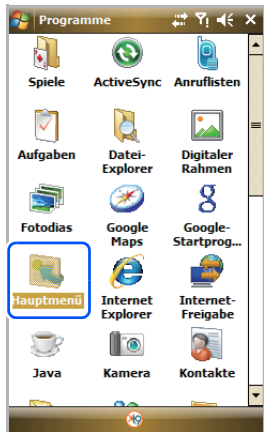 Programme
Spiele ActiveSync Anruflisten
Aufgaben Datei- Digitaler
Explorer Rahmen
Fotodias Google Google-
Maps Startprog...
Hauptmenü Internet Internet-
Explorer Freigabe
Java Kamera Kontakte